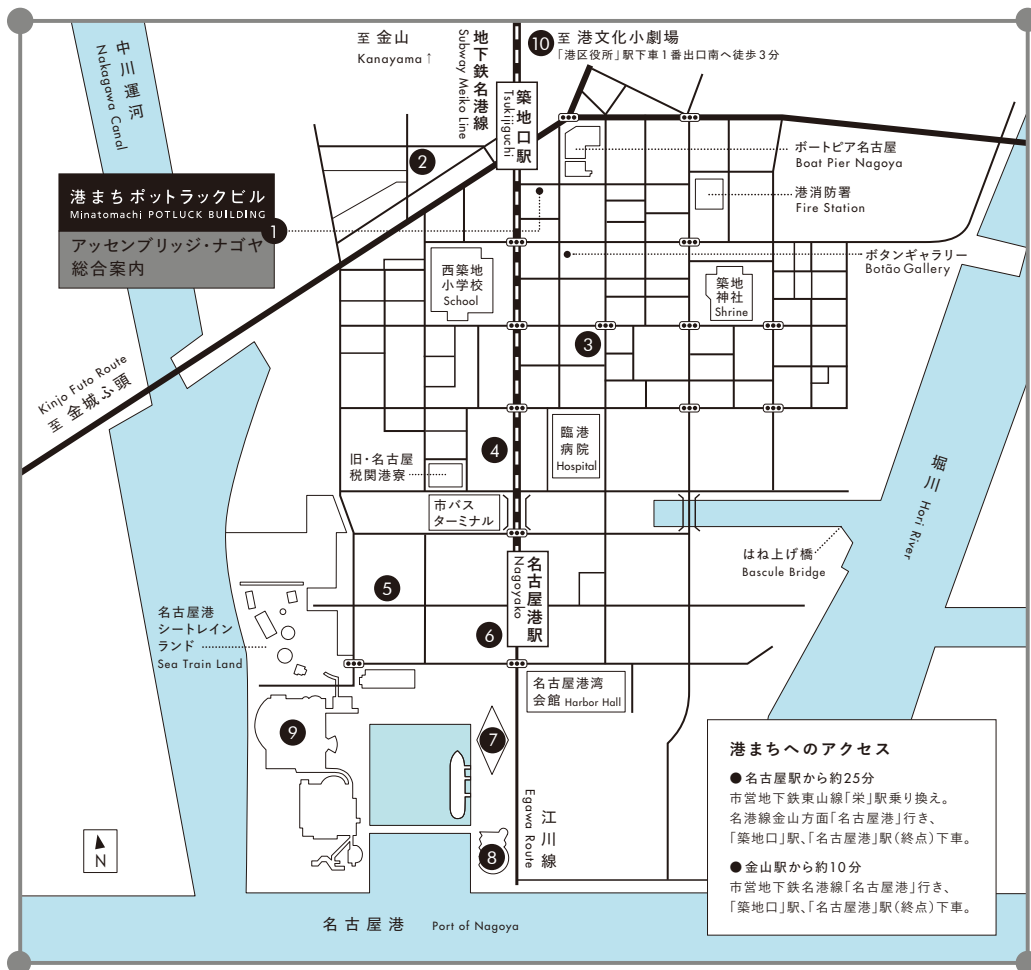 中川運河
Nakagawa Canal
至 金山
Kanayama ↑
地下鉄名港線
Subway Meiko Line
10
至 港文化小劇場
「港区役所」駅下車1番出口南へ徒歩3分
築地口駅
Tsukijiguchi
2
ボートピア名古屋
Boat Pier Nagoya
港消防署
Fire Station
港まちポットラックビル
Minatomachi POTLUCK BUILDING
1
アッセンブリッジ・ナゴヤ
総合案内
西築地
小学校
School
ボタンギャラリー
Botão Gallery
築地
神社
Shrine
3
Kinjo Futo Route
至 金城ふ頭
4
臨港
病院
Hospital
旧・名古屋
税関港寮
市バス
ターミナル
堀川 Hori River
はね上げ橋
Bascule Bridge
名古屋港駅
Nagoyako
5
6
名古屋港
シートレイン
ランド
Sea Train Land
名古屋港湾
会館 Harbor Hall
9
7
8
江川線
Egawa Route
N
港まちへのアクセス
●名古屋駅から約25分
市営地下鉄東山線「栄」駅乗り換え。
名港線金山方面「名古屋港」行き、
「築地口」駅、「名古屋港」駅(終点)下車。
●金山駅から約10分
市営地下鉄名港線「名古屋港」行き、
「築地口」駅、「名古屋港」駅(終点)下車。
名古屋港 Port of Nagoya